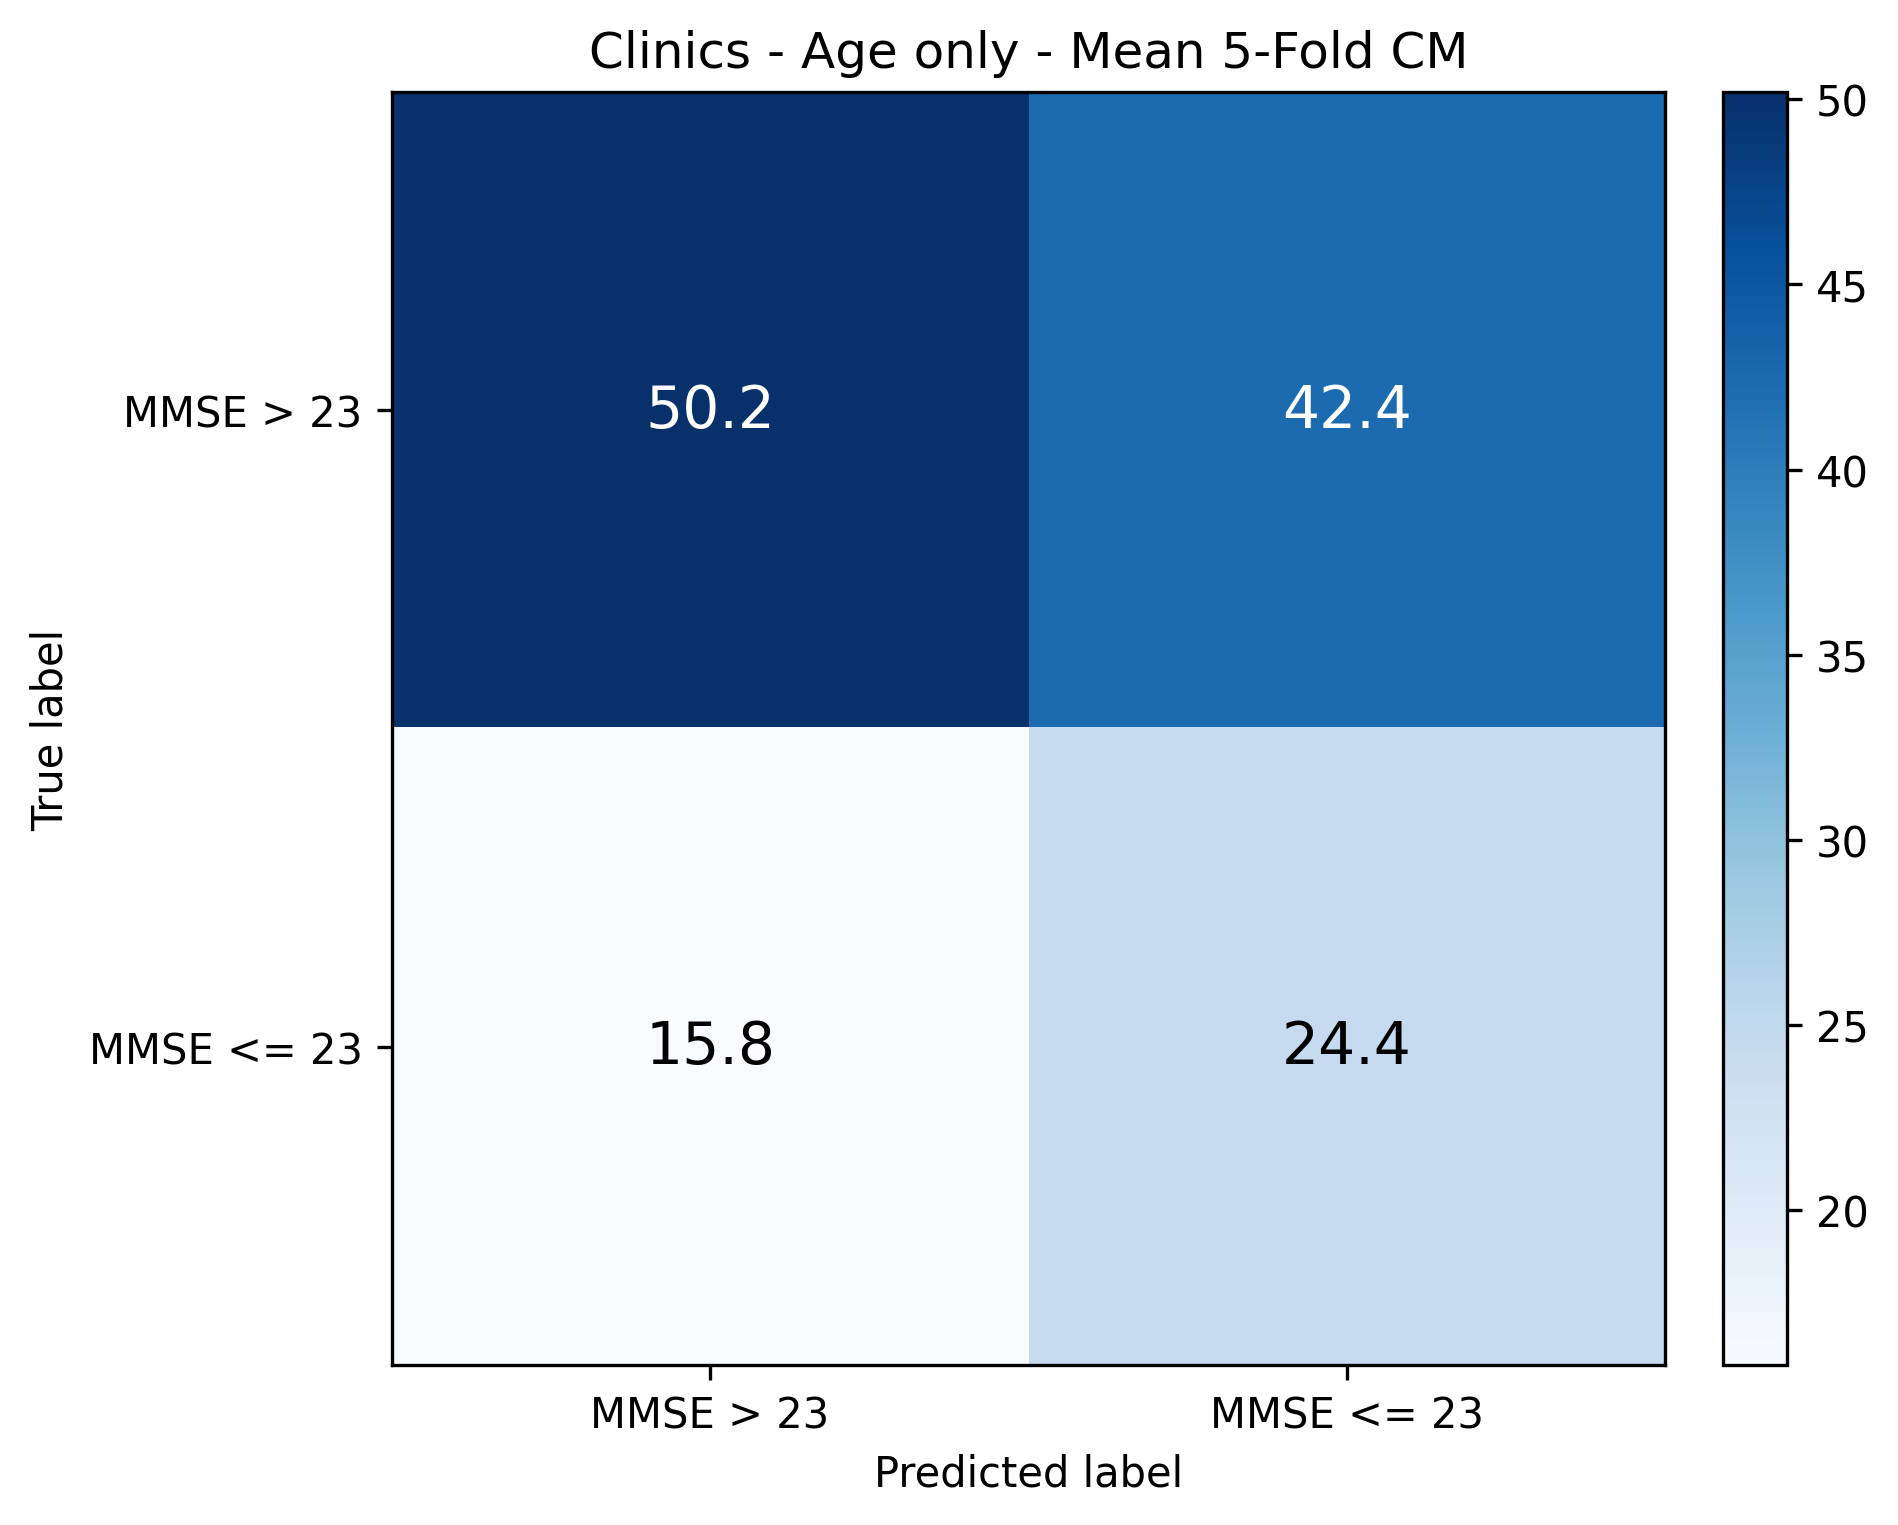 Clinics - Age only - Mean 5-Fold CM
50
45
40
35
30
25
20
True label
MMSE > 23
50.2
42.4
MMSE <= 23
15.8
24.4
MMSE > 23
MMSE <= 23
Predicted label